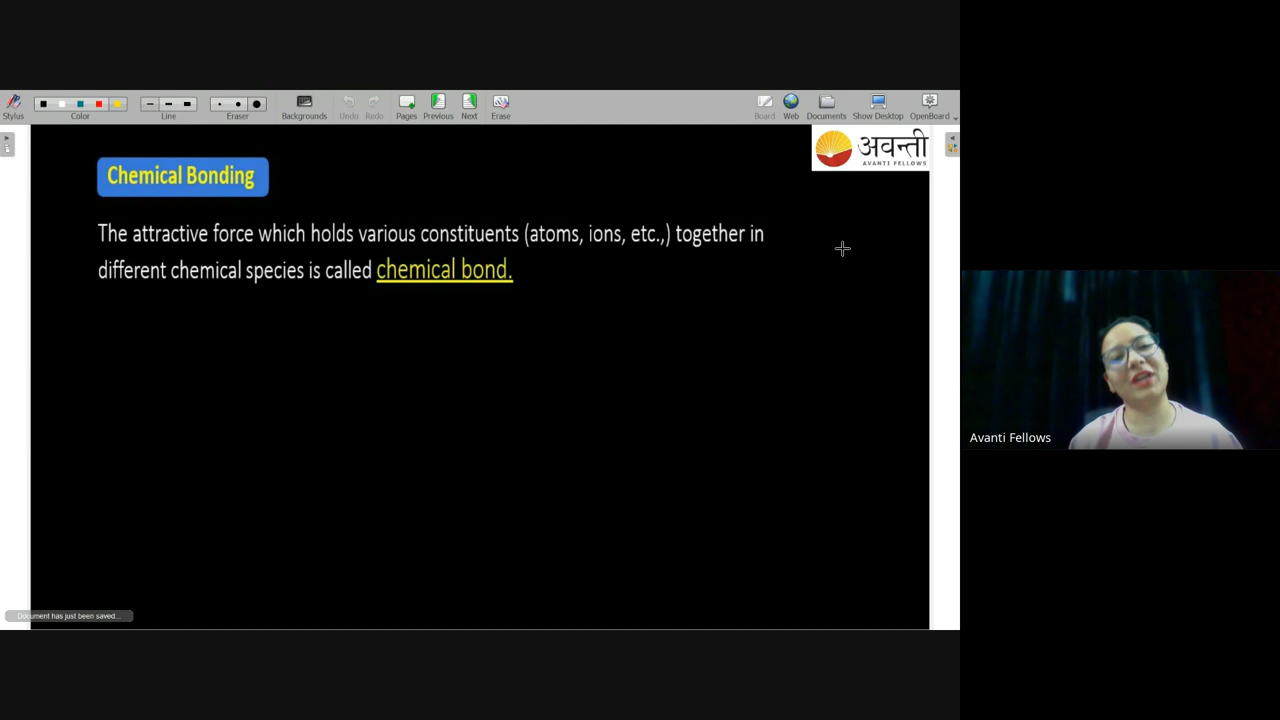 Stylus
Color
Line
Eraser
Backgrounds
Undo
Redo
Pages
Previous
Next
Erase
Board
Web
Documents
Show Desktop
OpenBoard
अवन्ती
AVANTI FELLOWS
Chemical Bonding
The attractive force which holds various constituents (atoms, ions, etc.,) together in
different chemical species is called chemical bond.
Avanti Fellows
Document has just been saved...